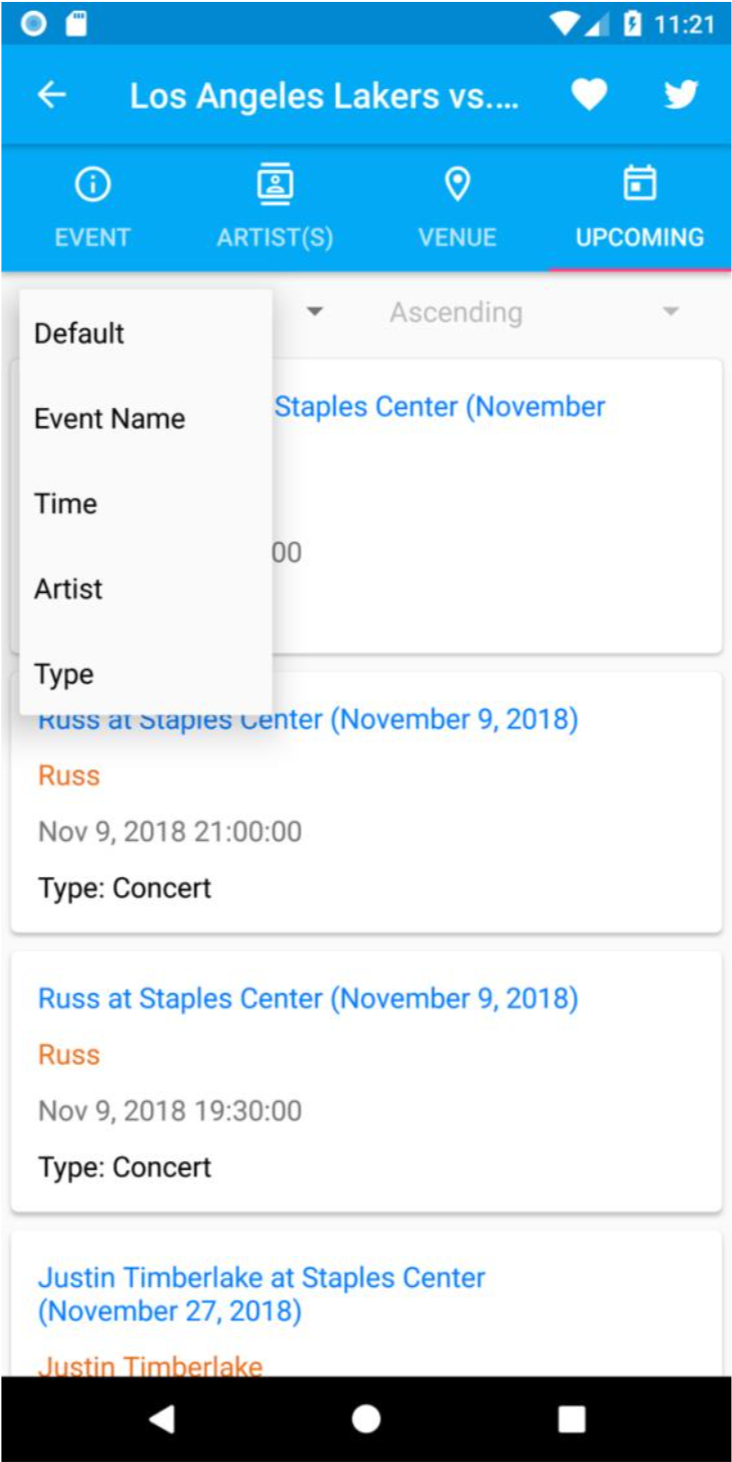 11:21
Los Angeles Lakers vs....
EVENT
ARTIST(S)
VENUE
UPCOMING
Default
Event Name
Time
Artist
Type
Ascending
Staples Center (November
00
Russ at Staples Center (November 9, 2018)
Russ
Nov 9, 2018 21:00:00
Type: Concert
Russ at Staples Center (November 9, 2018)
Russ
Nov 9, 2018 19:30:00
Type: Concert
Justin Timberlake at Staples Center
(November 27, 2018)
Justin Timberlake